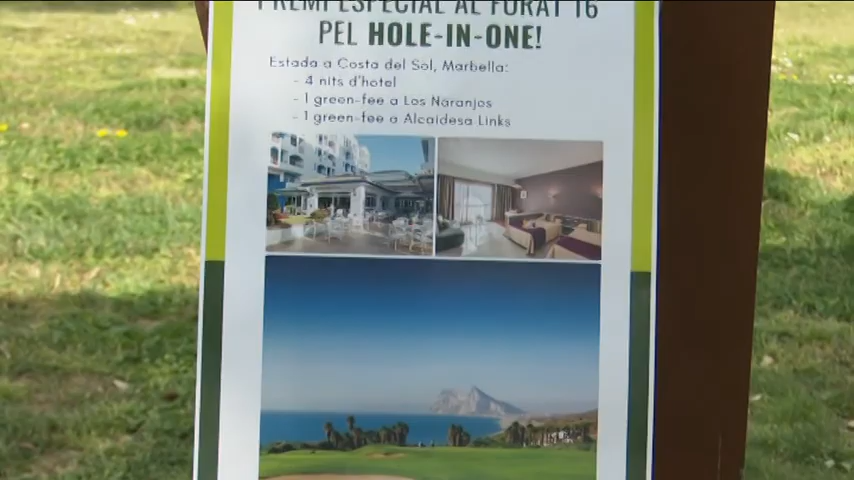 PREMI ESPECIAL AL FORAT 16
PEL HOLE-IN-ONE!
Estada a Costa del Sol, Marbella:
- 4 nits d'hotel
- 1 green-fee a Los Naranjos
- 1 green-fee a Alcaidesa Links